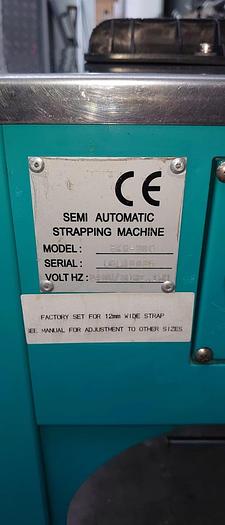 CE
SEMI AUTOMATIC
STRAPPING MACHINE
MODEL:
SERIAL:
VOLT HZ:
FACTORY SET FOR 12mm WIDE STRAP
SEE MANUAL FOR ADJUSTMENT TO OTHER SIZES